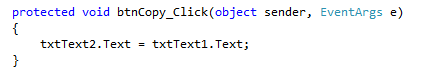 protected void btnCopy_Click(object sender, EventArgs e)
{
    txtText2.Text = txtText1.Text;
}